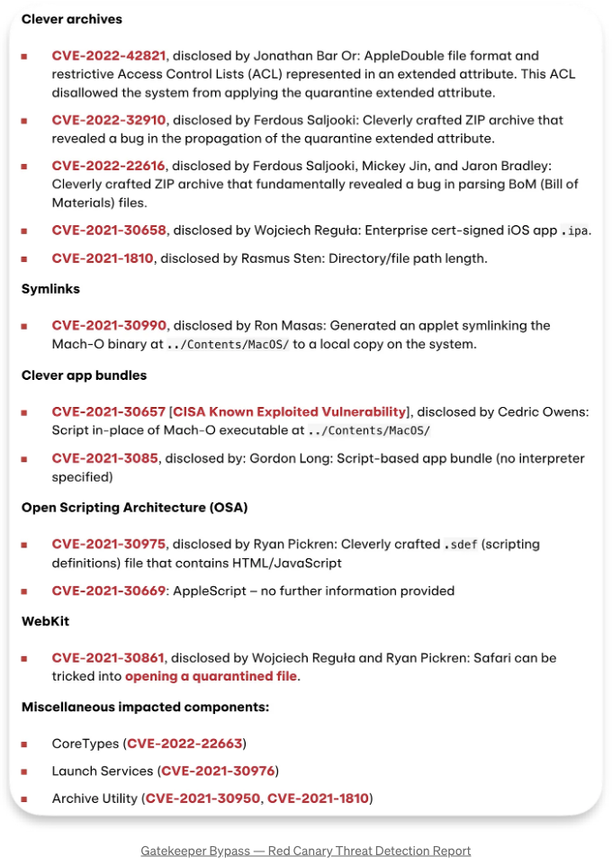 Clever archives
CVE-2022-42821, disclosed by Jonathan Bar Or: AppleDouble file format and
restrictive Access Control Lists (ACL) represented in an extended attribute. This ACL
disallowed the system from applying the quarantine extended attribute.
CVE-2022-32910, disclosed by Ferdous Saljooki: Cleverly crafted ZIP archive that
revealed a bug in the propagation of the quarantine extended attribute.
CVE-2022-22616, disclosed by Ferdous Saljooki, Mickey Jin, and Jaron Bradley:
Cleverly crafted ZIP archive that fundamentally revealed a bug in parsing BoM (Bill of
Materials) files.
CVE-2021-30658, disclosed by Wojciech Reguła: Enterprise cert-signed iOS app .ipa.
CVE-2021-1810, disclosed by Rasmus Sten: Directory/file path length.
Symlinks
CVE-2021-30990, disclosed by Ron Masas: Generated an applet symlinking the
Mach-O binary at ../Contents/MacOS/ to a local copy on the system.
Clever app bundles
CVE-2021-30657 [CISA Known Exploited Vulnerability], disclosed by Cedric Owens:
Script in-place of Mach-O executable at ../Contents/MacOS/
CVE-2021-3085, disclosed by: Gordon Long: Script-based app bundle (no interpreter
specified)
Open Scripting Architecture (OSA)
CVE-2021-30975, disclosed by Ryan Pickren: Cleverly crafted .sdef (scripting
definitions) file that contains HTML/JavaScript
CVE-2021-30669: AppleScript – no further information provided
WebKit
CVE-2021-30861, disclosed by Wojciech Reguła and Ryan Pickren: Safari can be
tricked into opening a quarantined file.
Miscellaneous impacted components:
CoreTypes (CVE-2022-22663)
Launch Services (CVE-2021-30976)
Archive Utility (CVE-2021-30950, CVE-2021-1810)
Gatekeeper Bypass — Red Canary Threat Detection Report